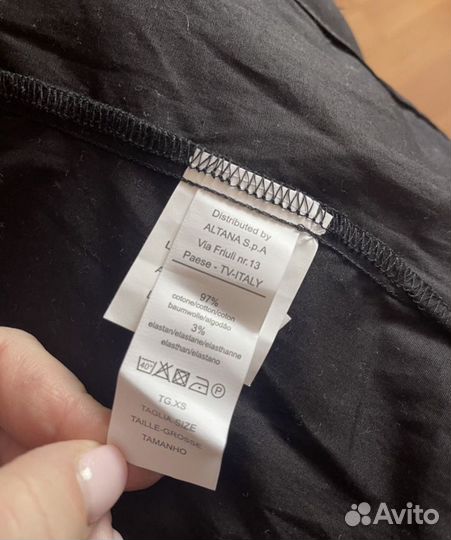 Distributed by
ALTANA S.p.A
Via Friuli nr.13
Paese - TV-ITALY
97%
cotone/cotton/coton
baumwolle/algodão
3%
elastan/elastane/elasthanne
elasthan/elastano
40°
P
TG.XS
TAGLIA-SIZE
TAILLE-GROSSE
TAMANHO
Avito